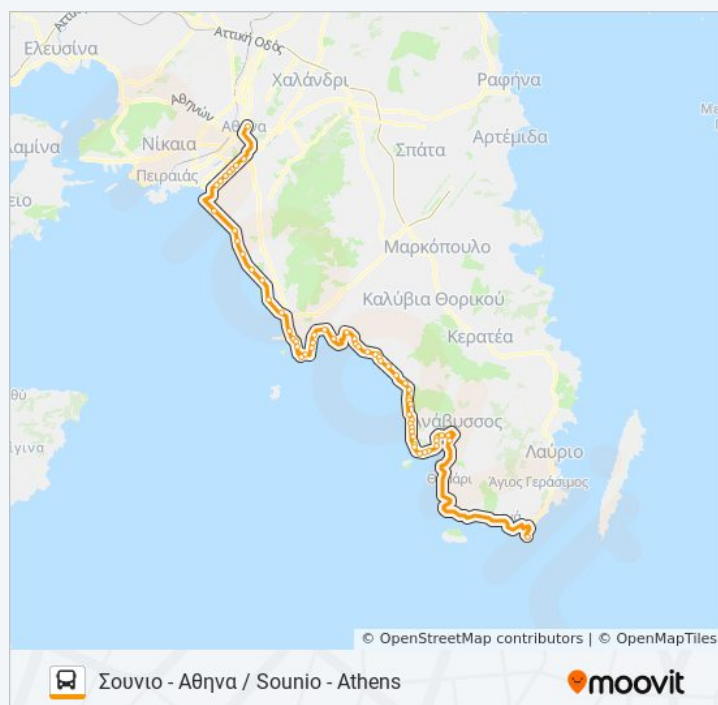 Αττική Οδός
Ελευσίνα
Χαλάνδρι
Ραφήνα
Αθηνών
Αθήνα
Αρτέμιδα
λαμίνα
Νίκαια
Σπάτα
Πειραιάς
Μαρκόπουλο
Καλύβια Θορικού
Κερατέα
νάβυσσος
Λαύριο
Άγιος Γεράσιμος
© OpenStreetMap contributors | © OpenMapTiles
Σουνιο - Αθηνα / Sounio - Athens
moovit